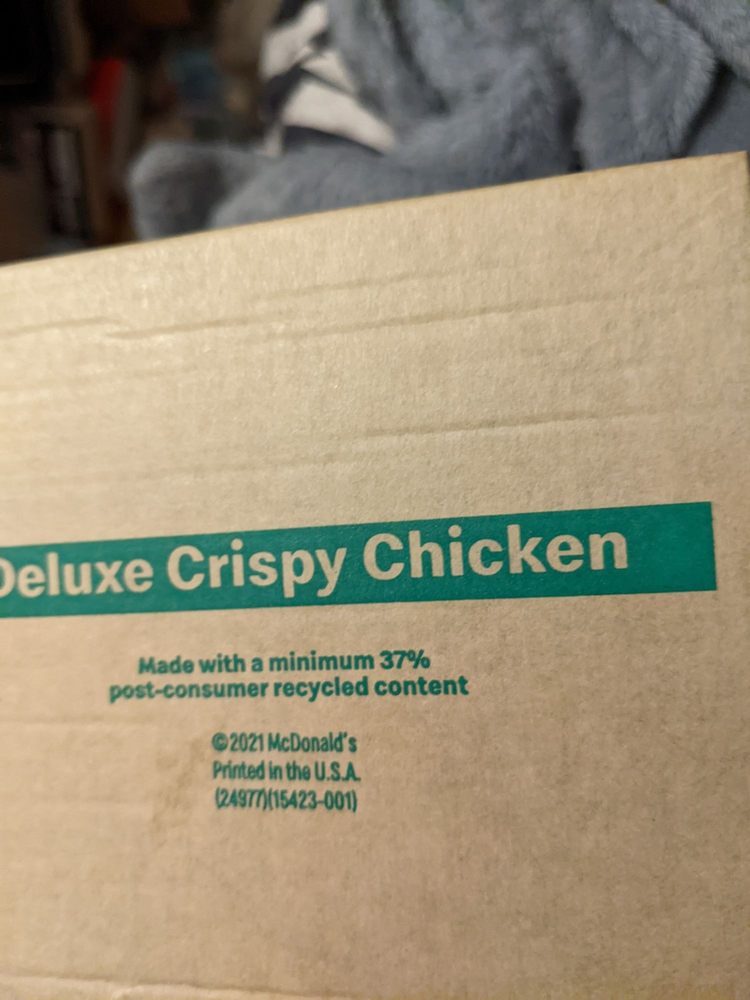 Deluxe Crispy Chicken
Made with a minimum 37%
post-consumer recycled content
©2021 McDonald's
Printed in the U.S.A.
(24977)(15423-001)